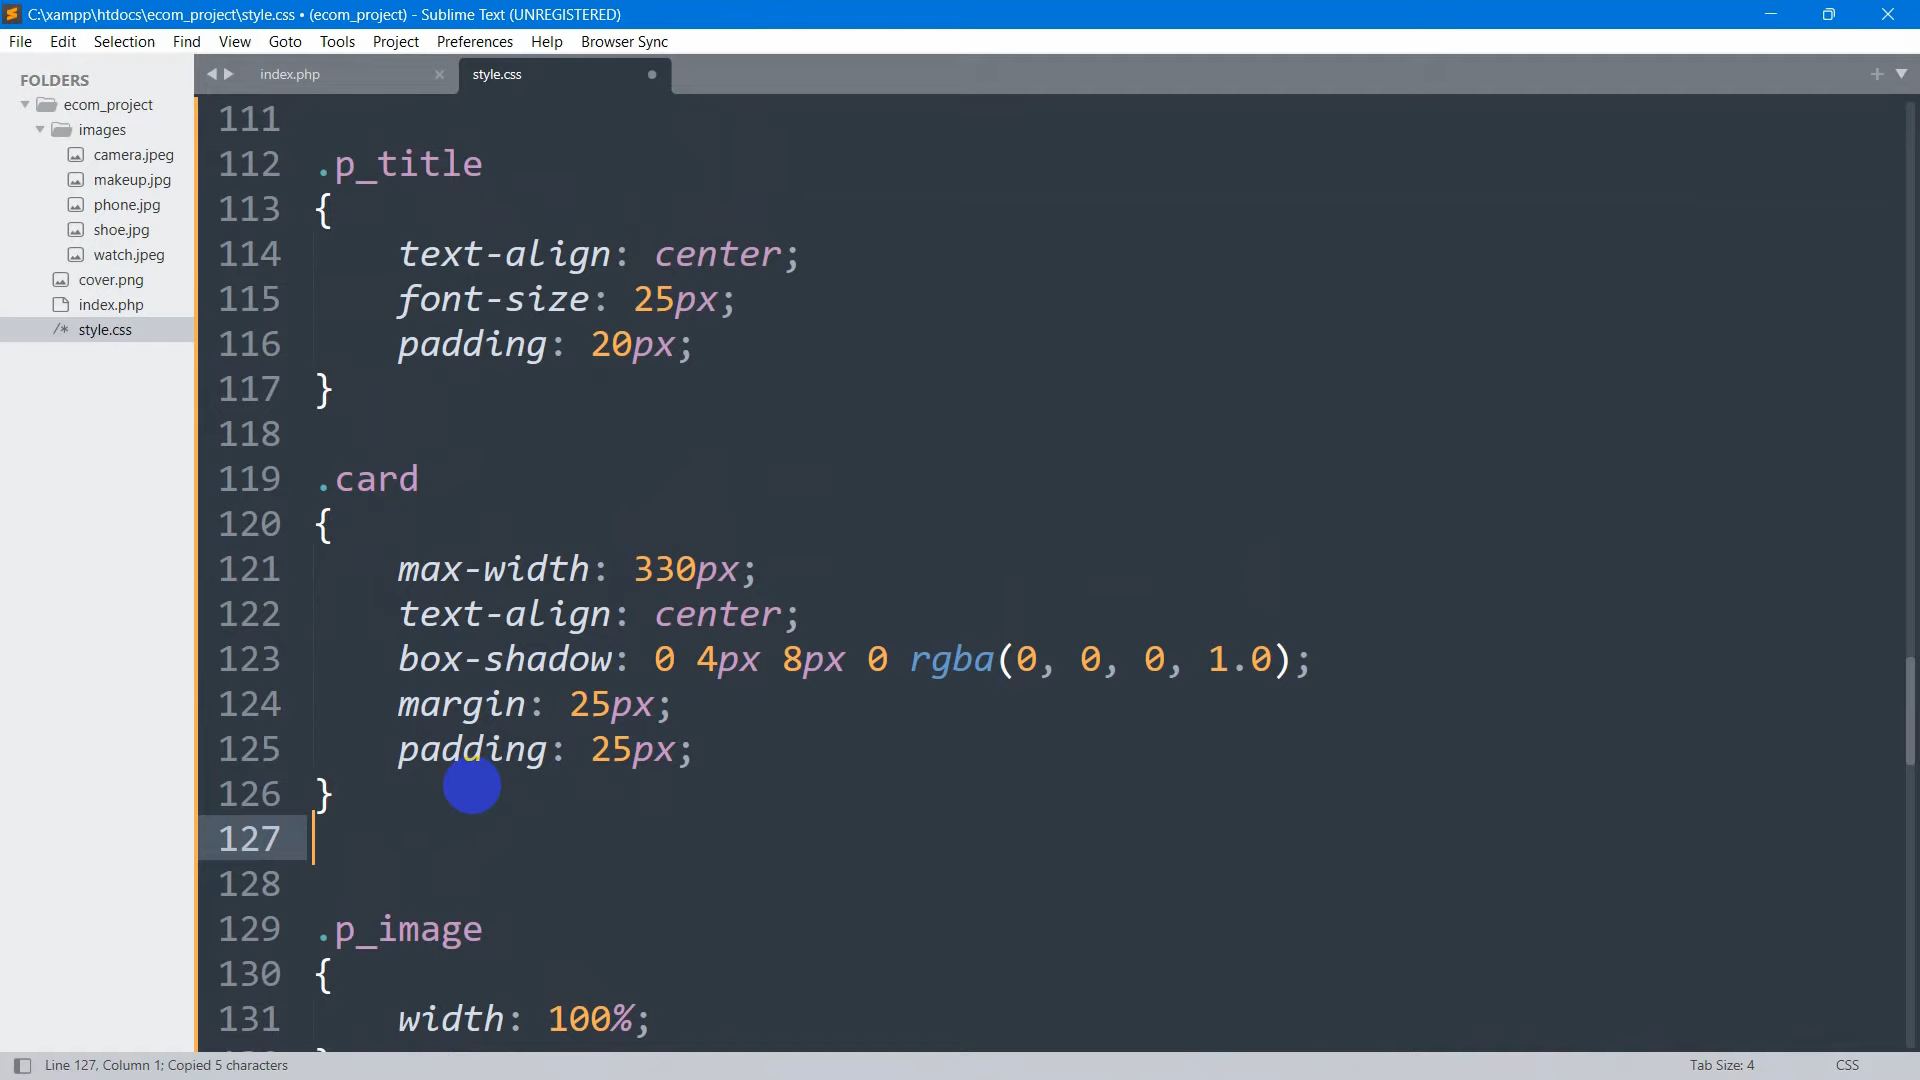 C:\xampp\htdocs\ecom_project\style.css • (ecom_project) - Sublime Text (UNREGISTERED)
File Edit Selection Find View Goto Tools Project Preferences Help Browser Sync
FOLDERS
ecom_project
images
camera.jpeg
makeup.jpg
phone.jpg
shoe.jpg
watch.jpeg
cover.png
index.php
/* style.css
index.php
style.css
111
112 .p_title
113 {
114 text-align: center;
115 font-size: 25px;
116 padding: 20px;
117 }
118
119 .card
120 {
121 max-width: 330px;
122 text-align: center;
123 box-shadow: 0 4px 8px 0 rgba(0, 0, 0, 1.0);
124 margin: 25px;
125 padding: 25px;
126 }
127
128
129 .p_image
130 {
131 width: 100%;
Line 127, Column 1; Copied 5 characters
Tab Size: 4
CSS